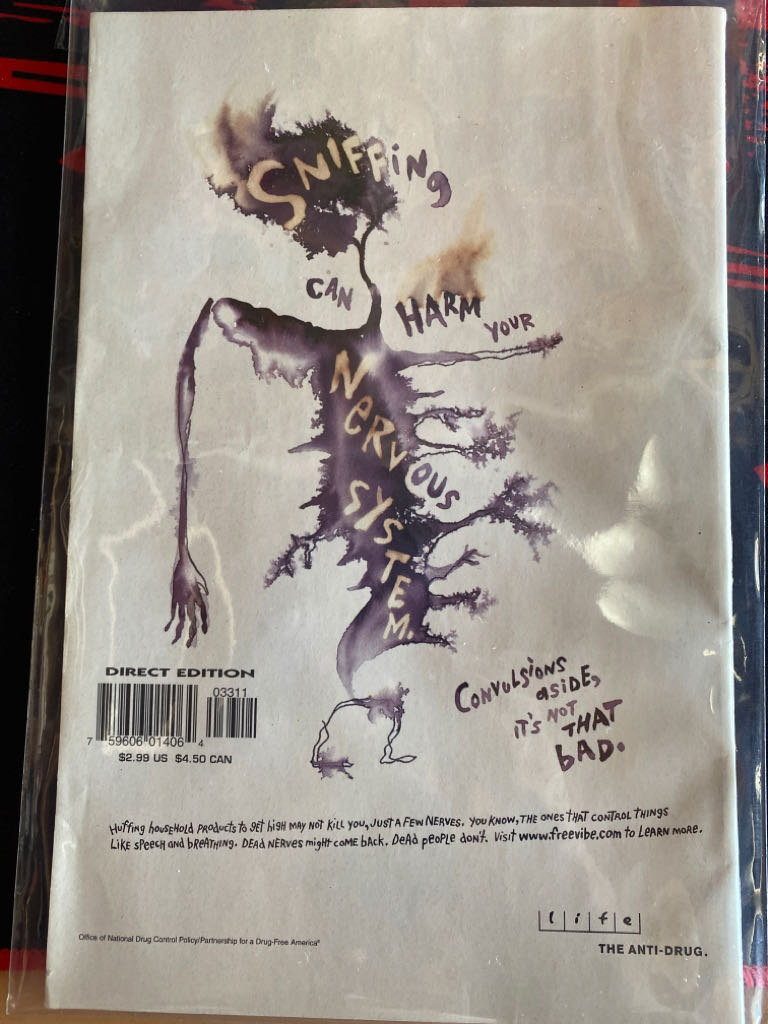 SNIFFiNg
CAN HARM YOUR
NeRVOUS
SYSTEM.
DIRECT EDITION
03311
7 59606 01406 4
$2.99 US $4.50 CAN
CONVULSIONS
aSiDE,
iT'S NOT
THAT
bAD.
Huffing household products to get high may not kill you, just a few nerves. You know, the ones that control things
like speech and breathing. Dead nerves might come back. Dead people don't. Visit www.freevibe.com to learn more.
life
Office of National Drug Control Policy/Partnership for a Drug-Free America®
THE ANTI-DRUG.